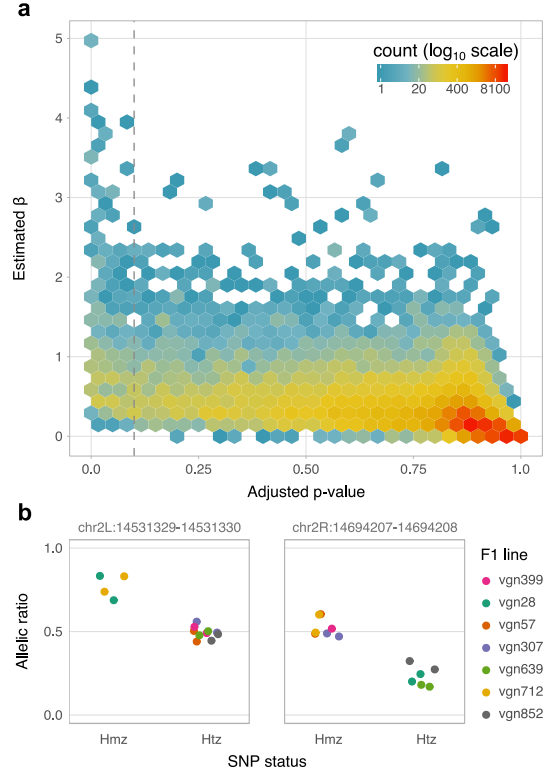 a
count (log₁₀ scale)
1 20 400 8100
Estimated β
5
4
3
2
1
0
0.0 0.25 0.50 0.75 1.0
Adjusted p-value
b
chr2L:14531329-14531330 chr2R:14694207-14694208
Allelic ratio
1.0
0.5
0.0
Hmz Htz Hmz Htz
SNP status
F1 line
vgn399
vgn28
vgn57
vgn307
vgn639
vgn712
vgn852